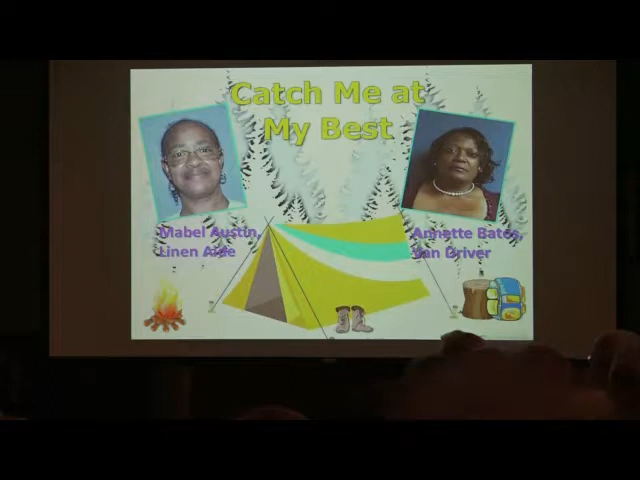 Catch Me at
My Best
Mabel Austin,
Linen Aide
Annette Bates,
Van Driver